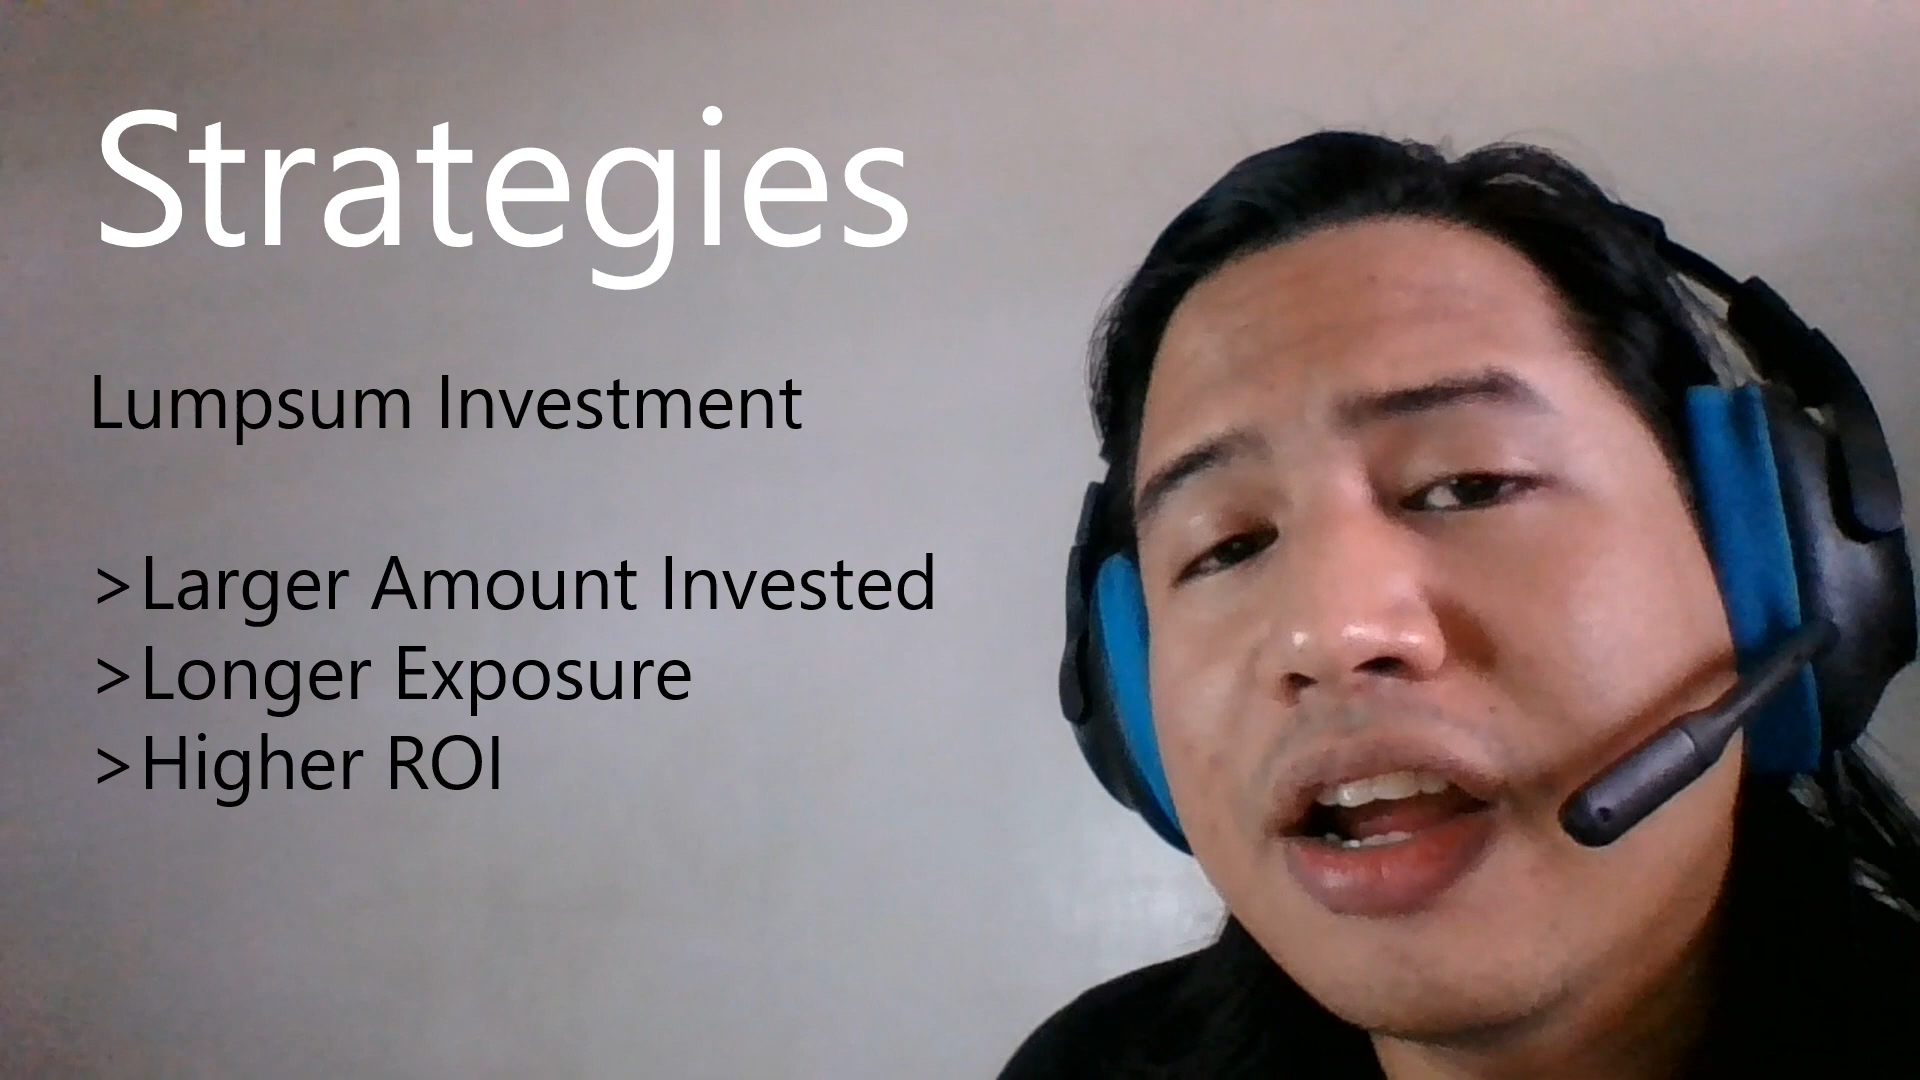 Strategies
Lumpsum Investment
>Larger Amount Invested
>Longer Exposure
>Higher ROI